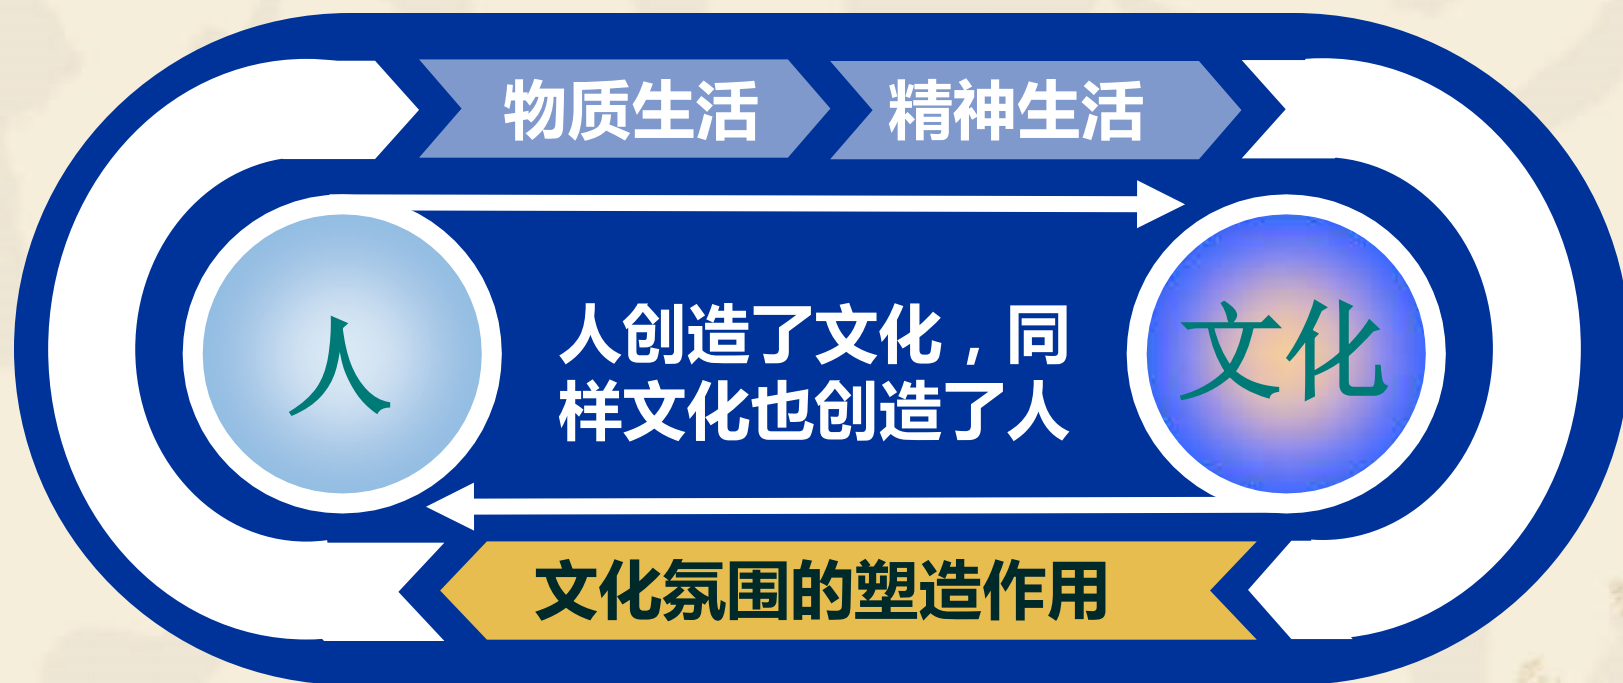 物质生活
精神生活
人
人创造了文化，同
样文化也创造了人
文化
文化氛围的塑造作用